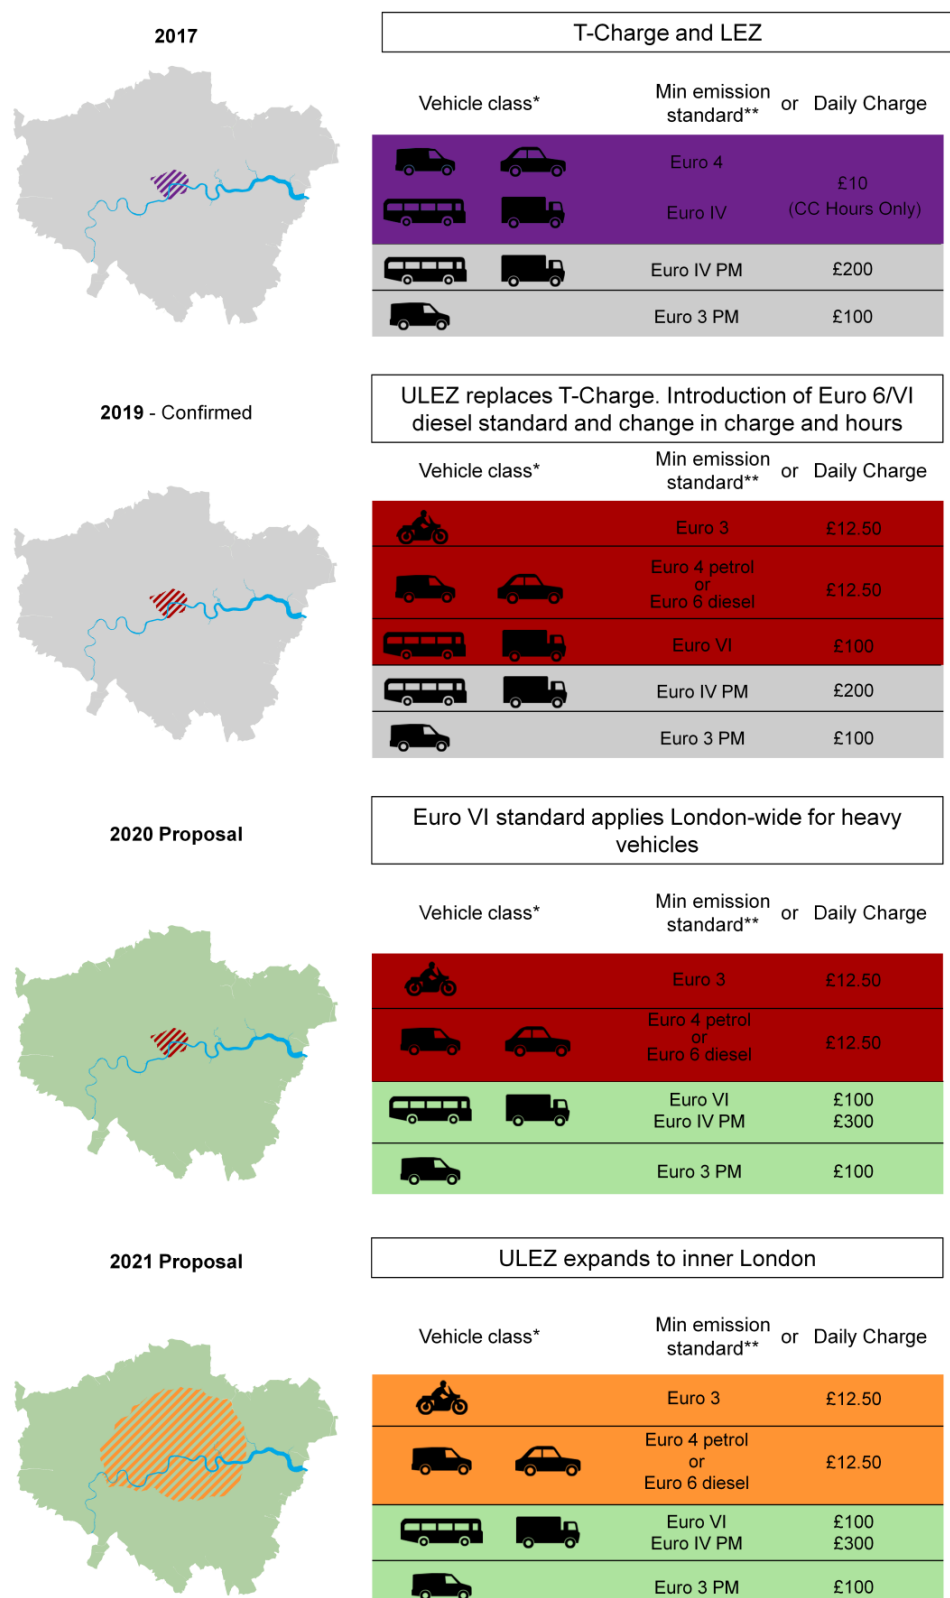 2017
T-Charge and LEZ
Vehicle class*
Min emission standard**
or
Daily Charge
Euro 4
Euro IV
£10
(CC Hours Only)
Euro IV PM
£200
Euro 3 PM
£100
2019 - Confirmed
ULEZ replaces T-Charge. Introduction of Euro 6/VI
diesel standard and change in charge and hours
Vehicle class*
Min emission standard**
or
Daily Charge
Euro 3
£12.50
Euro 4 petrol
or
Euro 6 diesel
£12.50
Euro VI
£100
Euro IV PM
£200
Euro 3 PM
£100
2020 Proposal
Euro VI standard applies London-wide for heavy
vehicles
Vehicle class*
Min emission standard**
or
Daily Charge
Euro 3
£12.50
Euro 4 petrol
or
Euro 6 diesel
£12.50
Euro VI
£100
Euro IV PM
£300
Euro 3 PM
£100
2021 Proposal
ULEZ expands to inner London
Vehicle class*
Min emission standard**
or
Daily Charge
Euro 3
£12.50
Euro 4 petrol
or
Euro 6 diesel
£12.50
Euro VI
£100
Euro IV PM
£300
Euro 3 PM
£100